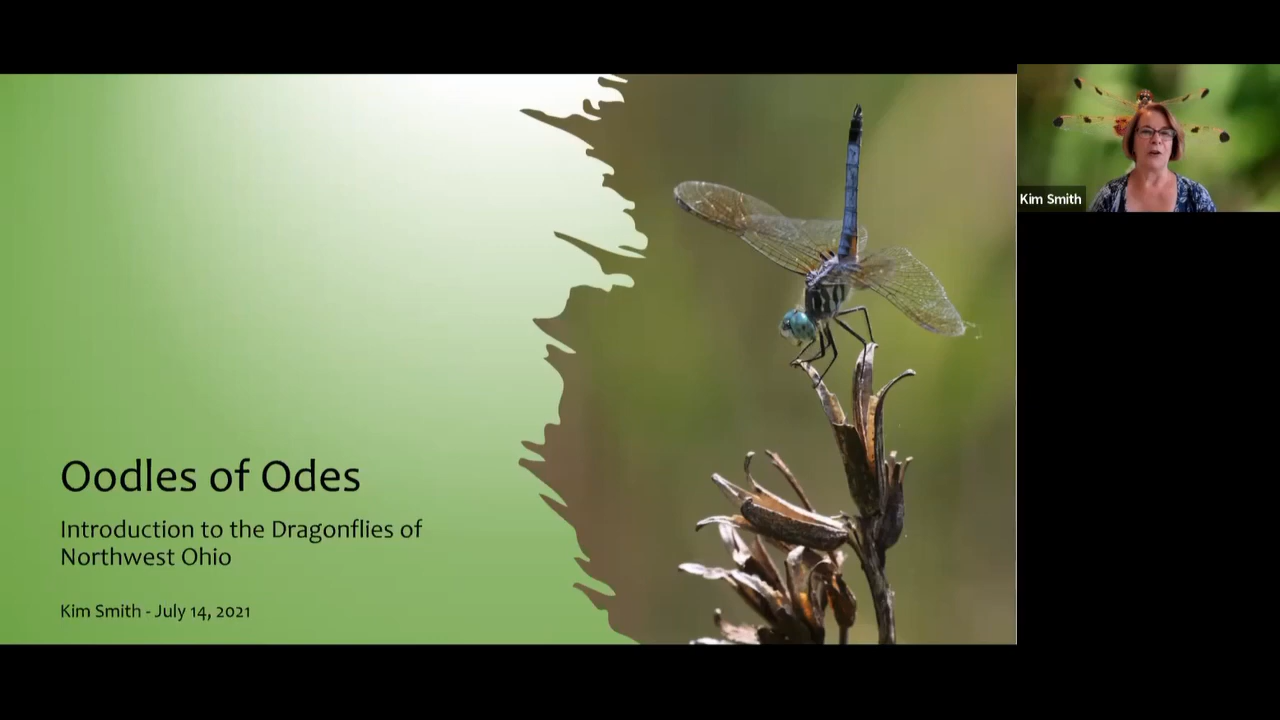 Oodles of Odes
Introduction to the Dragonflies of
Northwest Ohio
Kim Smith - July 14, 2021
Kim Smith